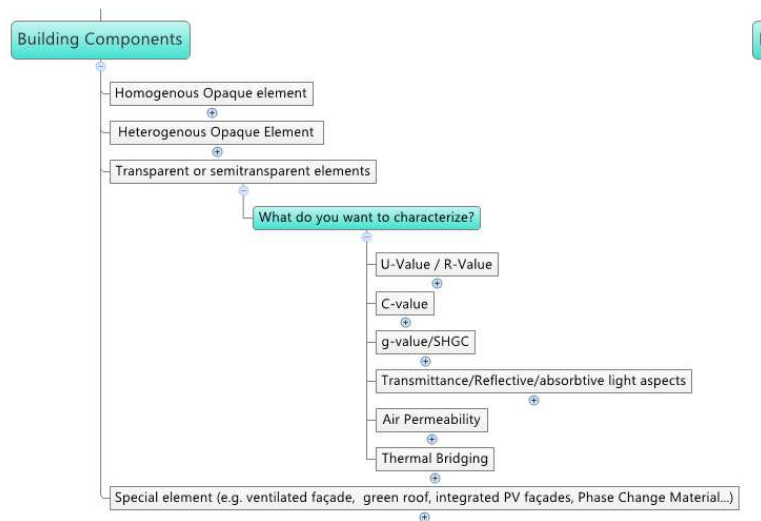 Building Components
Homogenous Opaque element
Heterogenous Opaque Element
Transparent or semitransparent elements
What do you want to characterize?
U-Value / R-Value
C-value
g-value/SHGC
Transmittance/Reflective/absorbtive light aspects
Air Permeability
Thermal Bridging
Special element (e.g. ventilated façade, green roof, integrated PV façades, Phase Change Material...)